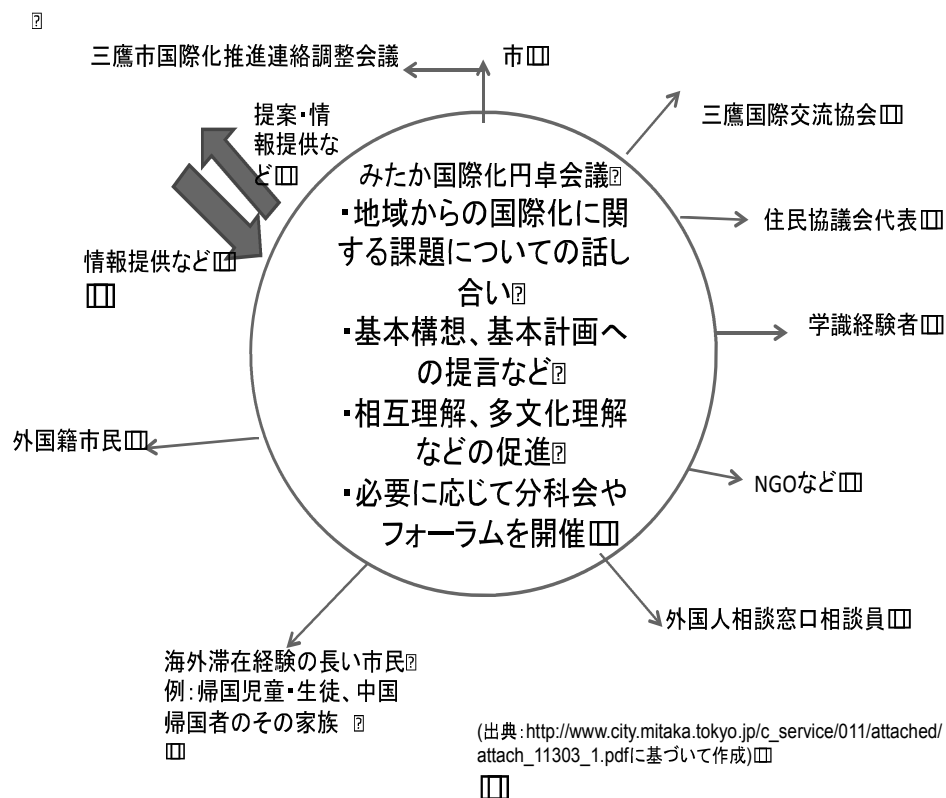 三鷹市国際化推進連絡調整会議
市
提案・情
報提供な
ど
三鷹国際交流協会
みたか国際化円卓会議
・地域からの国際化に関
する課題についての話し
合い
・基本構想、基本計画へ
の提言など
・相互理解、多文化理解
などの促進
・必要に応じて分科会や
フォーラムを開催
住民協議会代表
情報提供など
学識経験者
外国籍市民
NGOなど
外国人相談窓口相談員
海外滞在経験の長い市民
例:帰国児童・生徒、中国
帰国者のその家族
(出典:http://www.city.mitaka.tokyo.jp/c_service/011/attached/
attach_11303_1.pdfに基づいて作成)